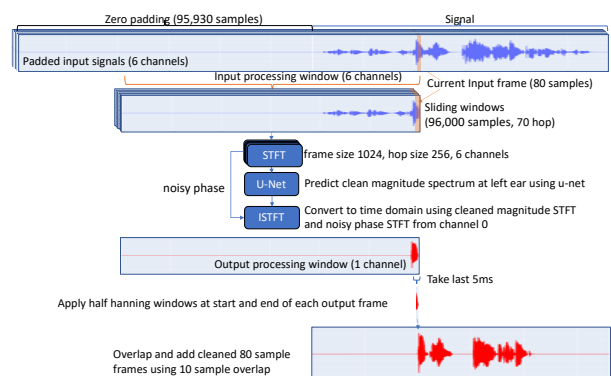 Zero padding (95,930 samples)
Signal
Padded input signals (6 channels)
Input processing window (6 channels)
Current Input frame (80 samples)
Sliding windows
(96,000 samples, 70 hop)
STFT
frame size 1024, hop size 256, 6 channels
noisy phase
U-Net
Predict clean magnitude spectrum at left ear using u-net
ISTFT
Convert to time domain using cleaned magnitude STFT
and noisy phase STFT from channel 0
Output processing window (1 channel)
Take last 5ms
Apply half hanning windows at start and end of each output frame
Overlap and add cleaned 80 sample
frames using 10 sample overlap